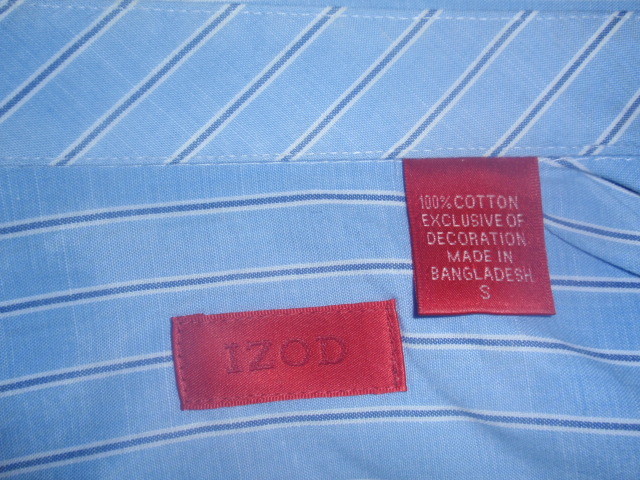 100% COTTON
EXCLUSIVE OF
DECORATION
MADE IN
BANGLADESH
S
IZOD